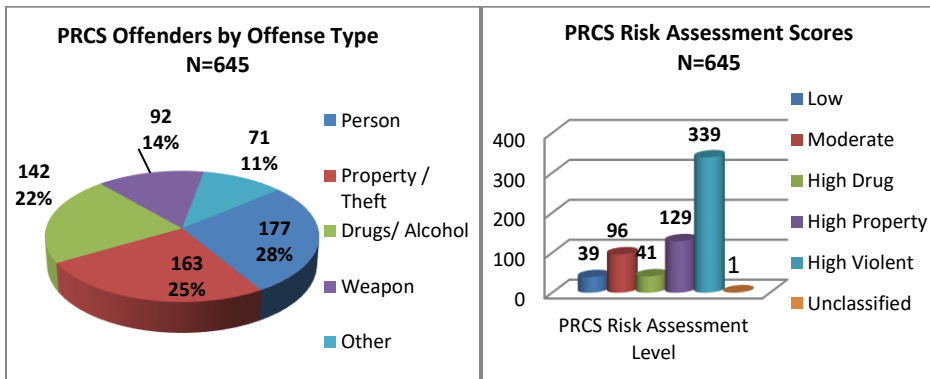 PRCS Offenders by Offense Type
N=645
92
14%
71
11%
142
22%
177
28%
163
25%
Person
Property /
Theft
Drugs/ Alcohol
Weapon
Other
PRCS Risk Assessment Scores
N=645
400
300
200
100
0
39
96
41
129
339
1
PRCS Risk Assessment
Level
Low
Moderate
High Drug
High Property
High Violent
Unclassified